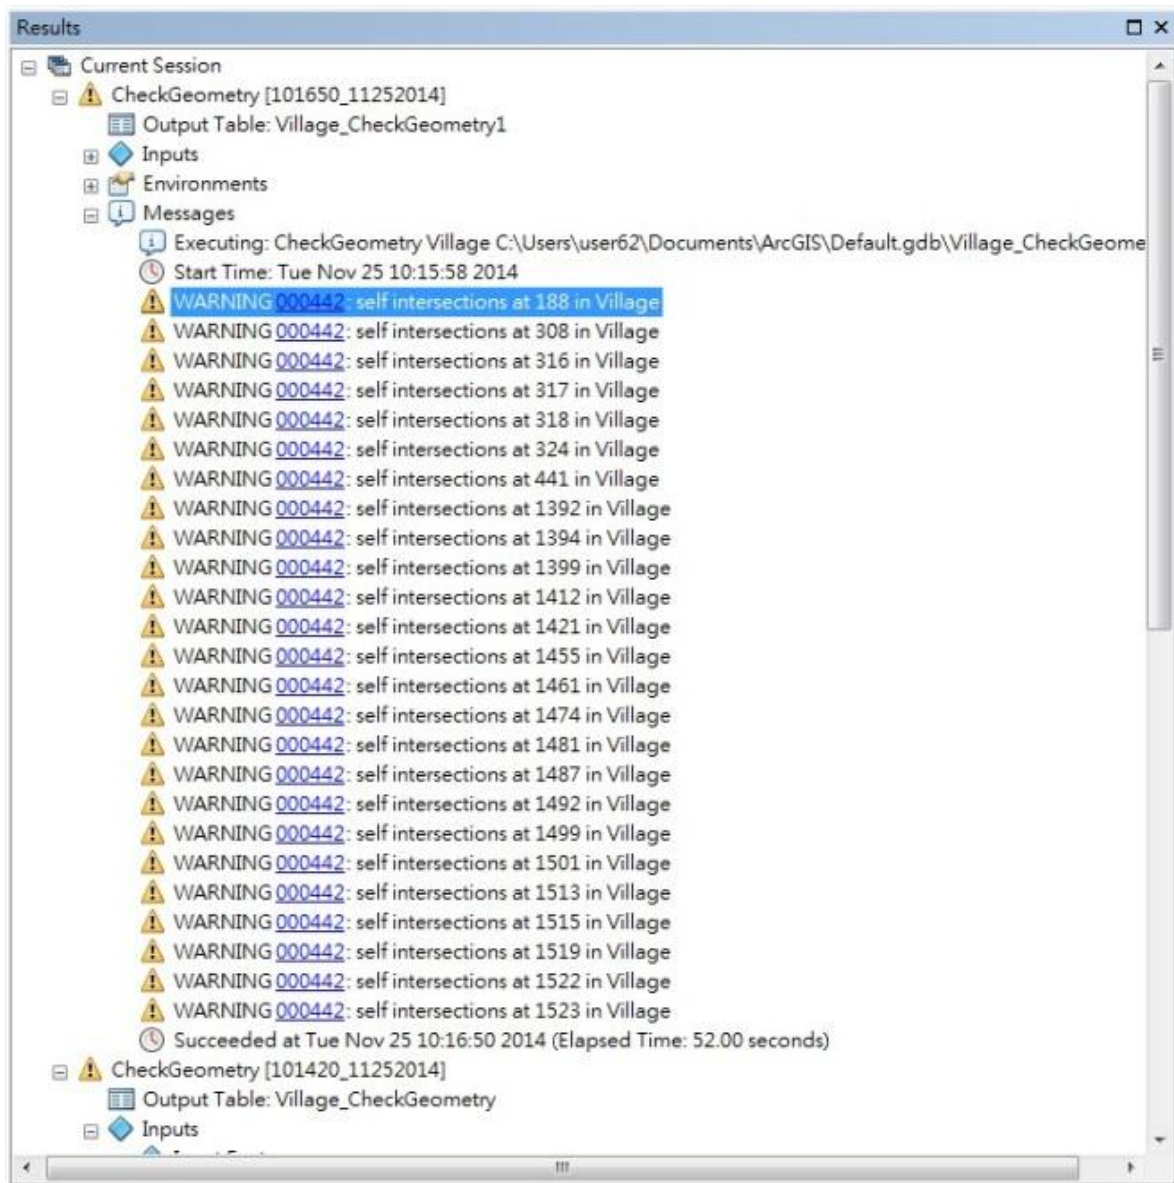 Results
Current Session
CheckGeometry [101650_11252014]
Output Table: Village_CheckGeometry1
Inputs
Environments
Messages
Executing: CheckGeometry Village C:\Users\user62\Documents\ArcGIS\Default.gdb\Village_CheckGeome
Start Time: Tue Nov 25 10:15:58 2014
WARNING 000442: self intersections at 188 in Village
WARNING 000442: self intersections at 308 in Village
WARNING 000442: self intersections at 316 in Village
WARNING 000442: self intersections at 317 in Village
WARNING 000442: self intersections at 318 in Village
WARNING 000442: self intersections at 324 in Village
WARNING 000442: self intersections at 441 in Village
WARNING 000442: self intersections at 1392 in Village
WARNING 000442: self intersections at 1394 in Village
WARNING 000442: self intersections at 1399 in Village
WARNING 000442: self intersections at 1412 in Village
WARNING 000442: self intersections at 1421 in Village
WARNING 000442: self intersections at 1455 in Village
WARNING 000442: self intersections at 1461 in Village
WARNING 000442: self intersections at 1474 in Village
WARNING 000442: self intersections at 1481 in Village
WARNING 000442: self intersections at 1487 in Village
WARNING 000442: self intersections at 1492 in Village
WARNING 000442: self intersections at 1499 in Village
WARNING 000442: self intersections at 1501 in Village
WARNING 000442: self intersections at 1513 in Village
WARNING 000442: self intersections at 1515 in Village
WARNING 000442: self intersections at 1519 in Village
WARNING 000442: self intersections at 1522 in Village
WARNING 000442: self intersections at 1523 in Village
Succeeded at Tue Nov 25 10:16:50 2014 (Elapsed Time: 52.00 seconds)
CheckGeometry [101420_11252014]
Output Table: Village_CheckGeometry
Inputs